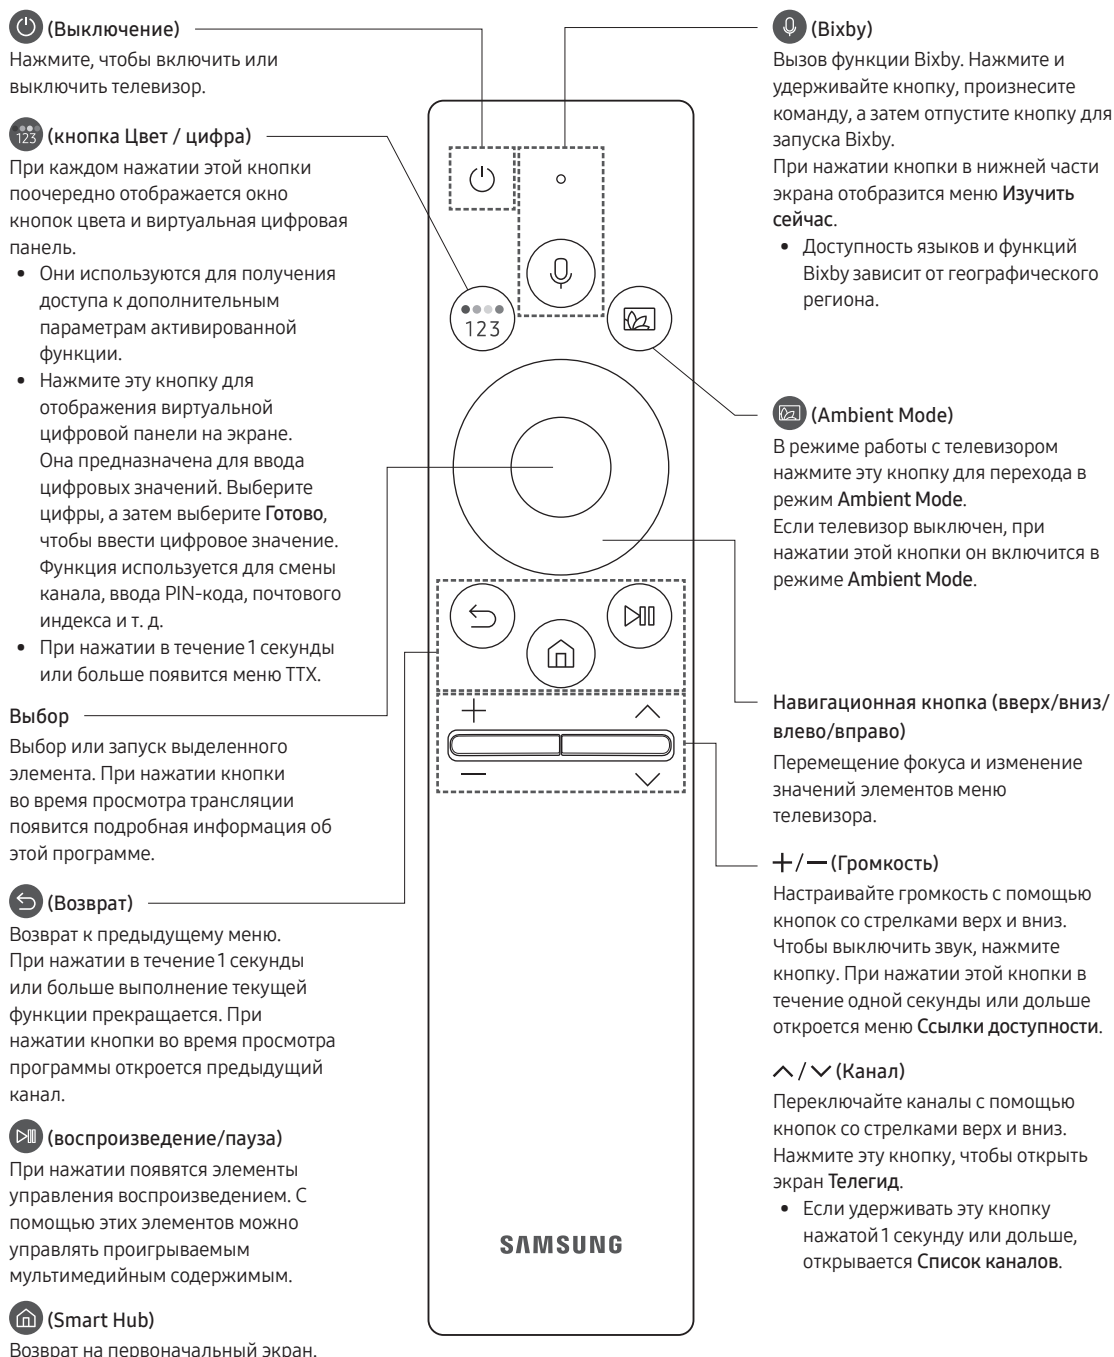 (Выключение)
Нажмите, чтобы включить или
выключить телевизор.
123 (кнопка Цвет / цифра)
При каждом нажатии этой кнопки
поочередно отображается окно
кнопок цвета и виртуальная цифровая
панель.
• Они используются для получения
доступа к дополнительным
параметрам активированной
функции.
• Нажмите эту кнопку для
отображения виртуальной
цифровой панели на экране.
Она предназначена для ввода
цифровых значений. Выберите
цифры, а затем выберите Готово,
чтобы ввести цифровое значение.
Функция используется для смены
канала, ввода PIN-кода, почтового
индекса и т. д.
• При нажатии в течение 1 секунды
или больше появится меню TTX.
Выбор
Выбор или запуск выделенного
элемента. При нажатии кнопки
во время просмотра трансляции
появится подробная информация об
этой программе.
(Возврат)
Возврат к предыдущему меню.
При нажатии в течение 1 секунды
или больше выполнение текущей
функции прекращается. При
нажатии кнопки во время просмотра
программы откроется предыдущий
канал.
(воспроизведение/пауза)
При нажатии появятся элементы
управления воспроизведением. С
помощью этих элементов можно
управлять проигрываемым
мультимедийным содержимым.
(Smart Hub)
Возврат на первоначальный экран.
123
SAMSUNG
(Bixby)
Вызов функции Bixby. Нажмите и
удерживайте кнопку, произнесите
команду, а затем отпустите кнопку для
запуска Bixby.
При нажатии кнопки в нижней части
экрана отобразится меню Изучить
сейчас.
• Доступность языков и функций
Bixby зависит от географического
региона.
(Ambient Mode)
В режиме работы с телевизором
нажмите эту кнопку для перехода в
режим Ambient Mode.
Если телевизор выключен, при
нажатии этой кнопки он включится в
режиме Ambient Mode.
Навигационная кнопка (вверх/вниз/
влево/вправо)
Перемещение фокуса и изменение
значений элементов меню
телевизора.
+/− (Громкость)
Настраивайте громкость с помощью
кнопок со стрелками верх и вниз.
Чтобы выключить звук, нажмите
кнопку. При нажатии этой кнопки в
течение одной секунды или дольше
откроется меню Ссылки доступности.
∧/∨ (Канал)
Переключайте каналы с помощью
кнопок со стрелками верх и вниз.
Нажмите эту кнопку, чтобы открыть
экран Телегид.
• Если удерживать эту кнопку
нажатой 1 секунду или дольше,
открывается Список каналов.